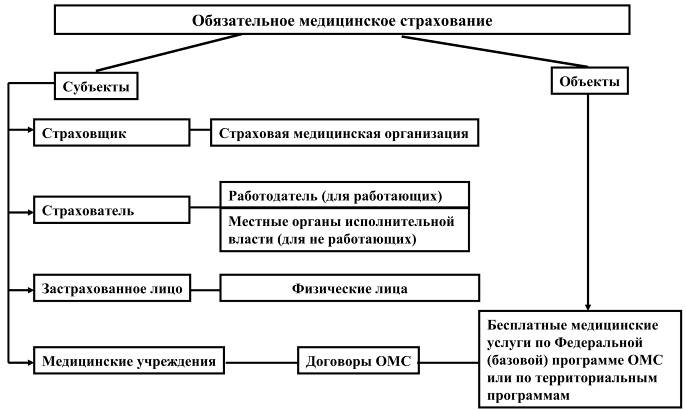 Обязательное медицинское страхование
Субъекты
Объекты
Страховщик
Страховая медицинская организация
Страхователь
Работодатель (для работающих)
Местные органы исполнительной
власти (для не работающих)
Застрахованное лицо
Физические лица
Медицинские учреждения
Договоры ОМС
Бесплатные медицинские
услуги по Федеральной
(базовой) программе ОМС
или по территориальным
программам